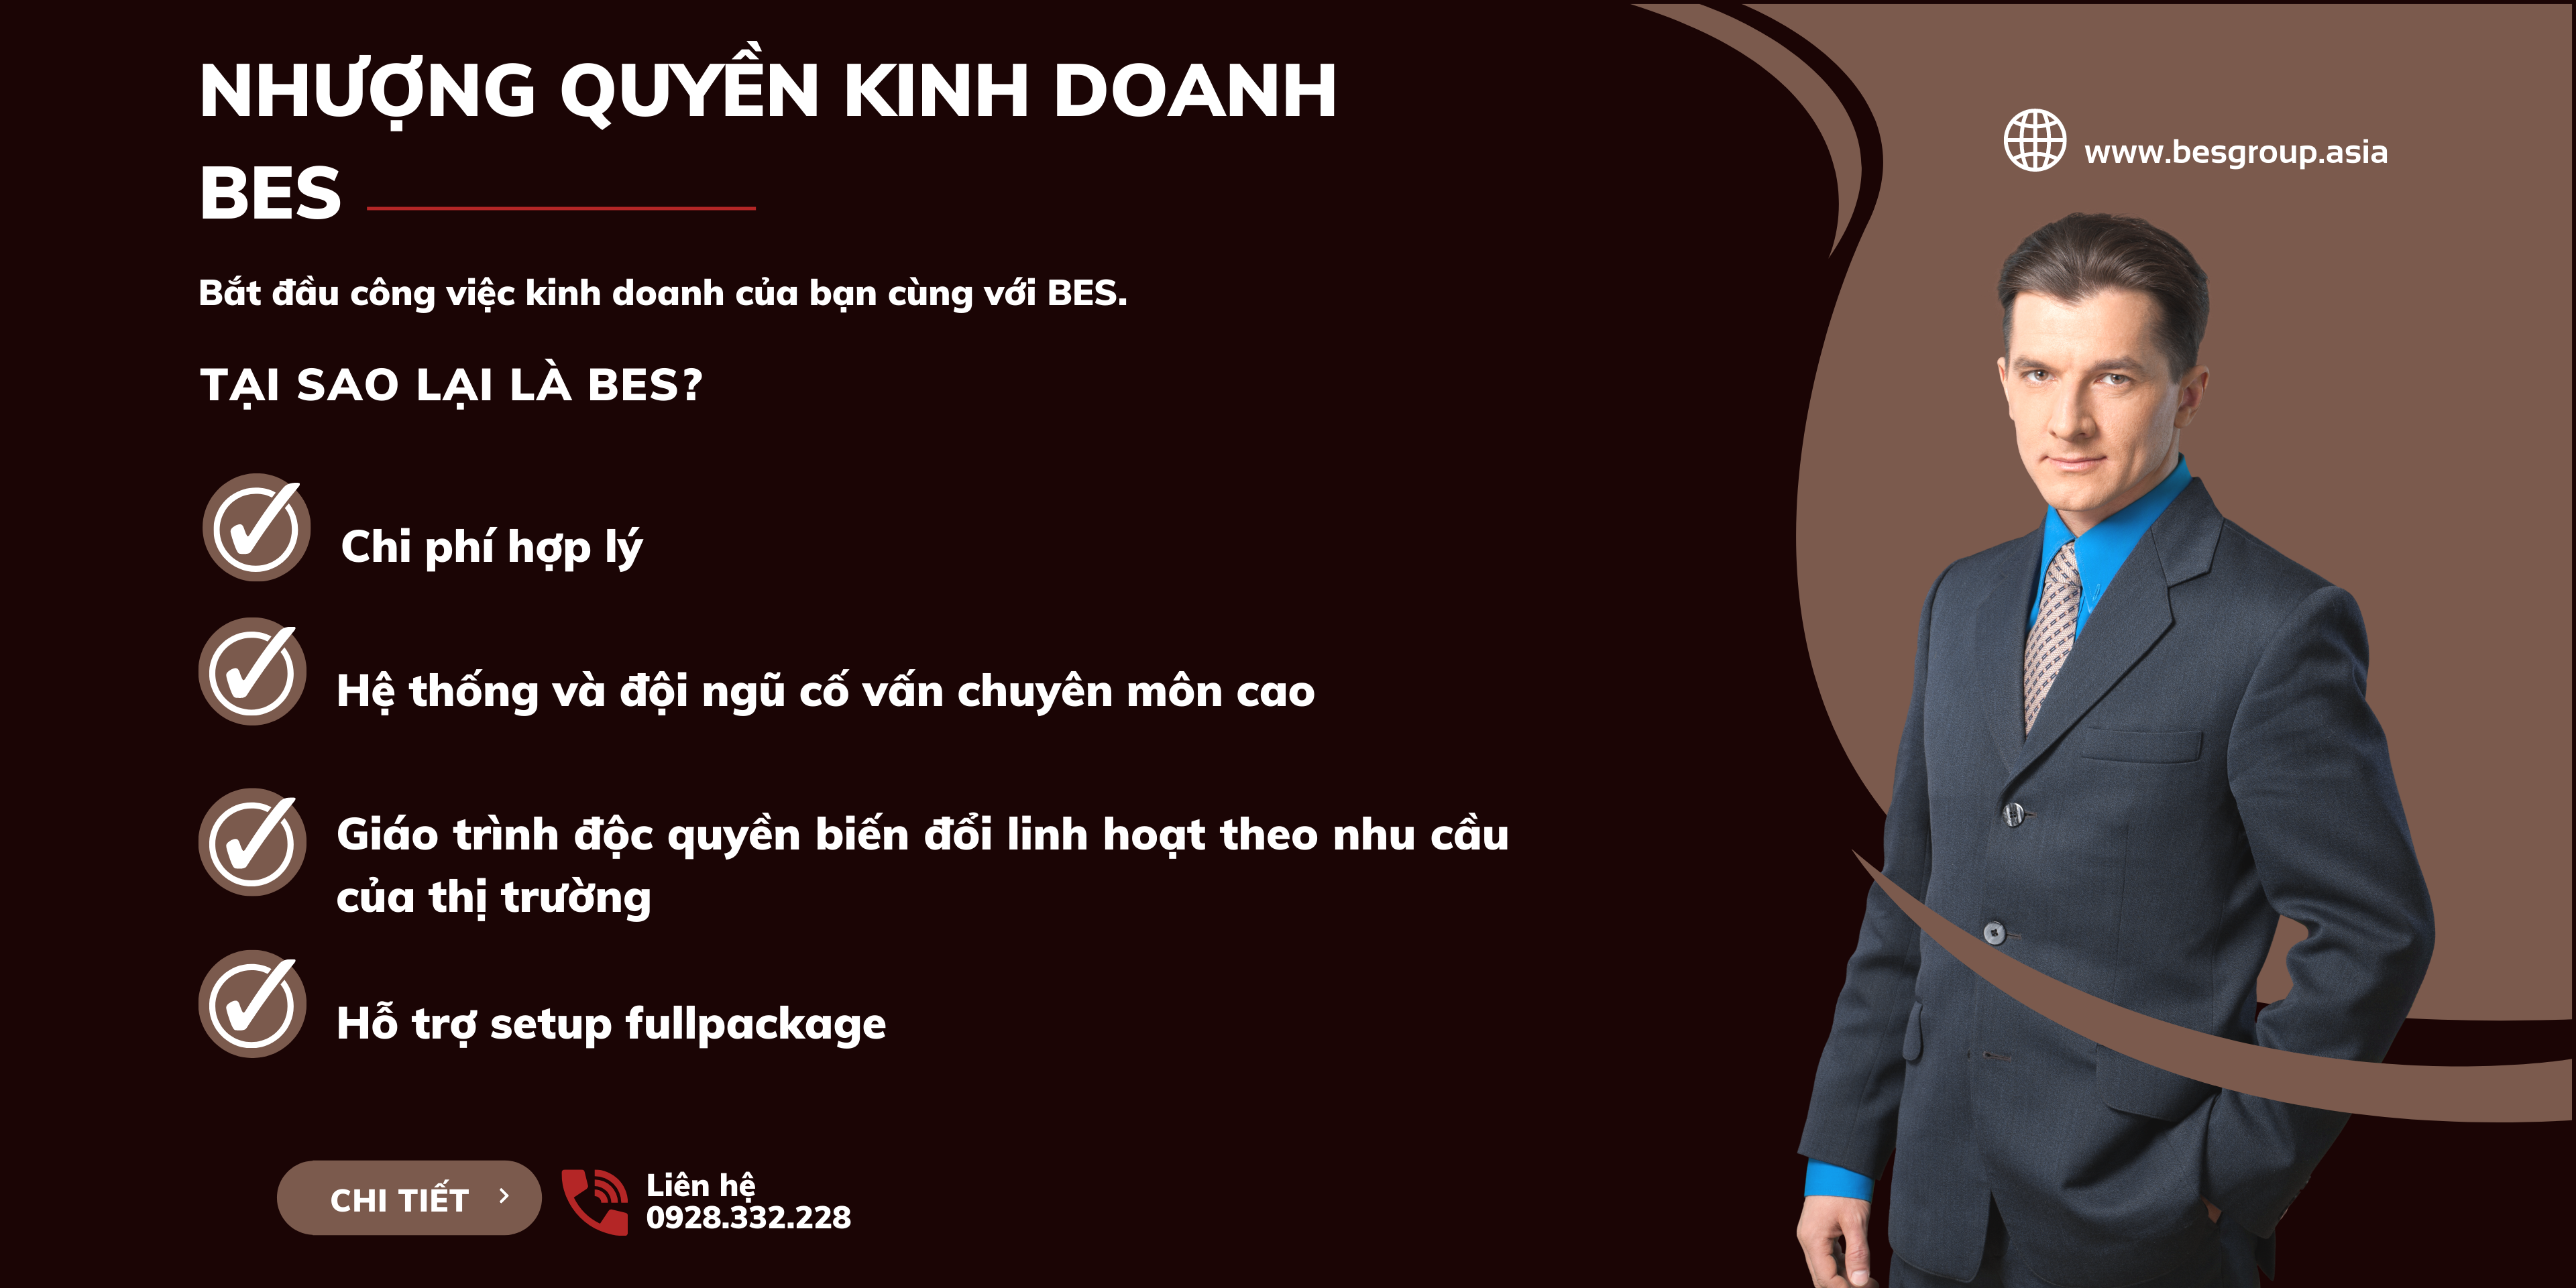 NHƯỢNG QUYỀN KINH DOANH
BES
www.besgroup.asia
Bắt đầu công việc kinh doanh của bạn cùng với BES.
TẠI SAO LẠI LÀ BES?
Chi phí hợp lý
Hệ thống và đội ngũ cố vấn chuyên môn cao
Giáo trình độc quyền biến đổi linh hoạt theo nhu cầu
của thị trường
Hỗ trợ setup fullpackage
CHI TIẾT
Liên hệ
0928.332.228